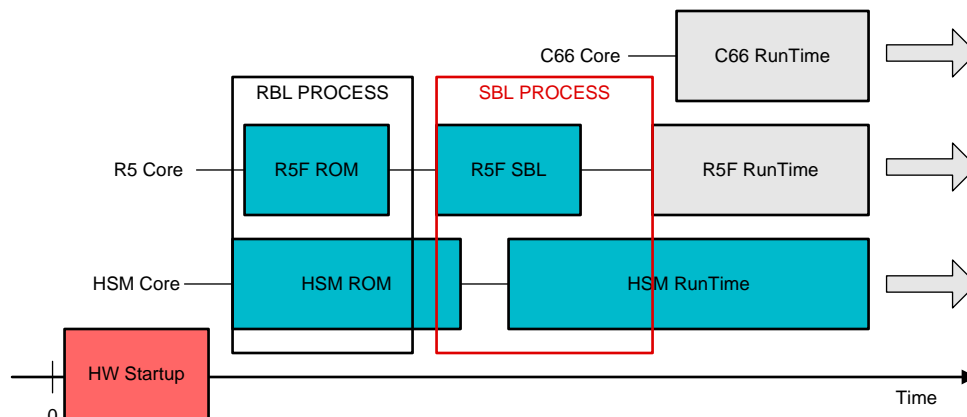 C66 Core
C66 RunTime
RBL PROCESS
SBL PROCESS
R5 Core
R5F ROM
R5F SBL
R5F RunTime
HSM Core
HSM ROM
HSM RunTime
HW Startup
Time
0